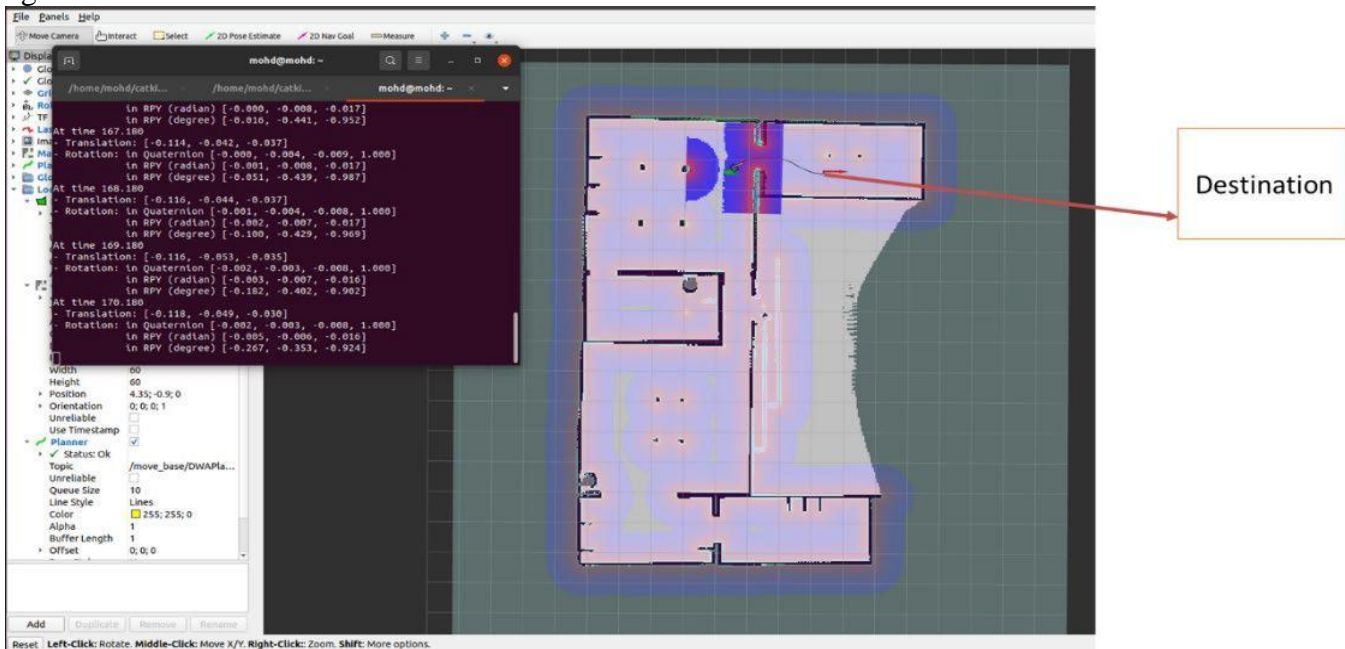 File Panels Help
Move Camera Interact Select 2D Pose Estimate 2D Nav Goal Measure
Displa
Glo
Glo
Gri
Rob
TF
Las
Ima
Ma
Pla
Glo
Loc
mohd@mohd: ~
/home/mohd/catki... /home/mohd/catki... mohd@mohd: ~
in RPY (radian) [-0.000, -0.008, -0.017]
in RPY (degree) [-0.016, -0.441, -0.952]
At time 167.180
- Translation: [-0.114, -0.042, -0.037]
- Rotation: in Quaternion [-0.000, -0.004, -0.009, 1.000]
in RPY (radian) [-0.001, -0.008, -0.017]
in RPY (degree) [-0.051, -0.439, -0.987]
At time 168.180
- Translation: [-0.116, -0.044, -0.037]
- Rotation: in Quaternion [-0.001, -0.004, -0.008, 1.000]
in RPY (radian) [-0.002, -0.007, -0.017]
in RPY (degree) [-0.100, -0.429, -0.969]
At time 169.180
- Translation: [-0.116, -0.053, -0.035]
- Rotation: in Quaternion [-0.002, -0.003, -0.008, 1.000]
in RPY (radian) [-0.003, -0.007, -0.016]
in RPY (degree) [-0.182, -0.402, -0.902]
At time 170.180
- Translation: [-0.118, -0.049, -0.030]
- Rotation: in Quaternion [-0.002, -0.003, -0.008, 1.000]
in RPY (radian) [-0.005, -0.006, -0.016]
in RPY (degree) [-0.267, -0.353, -0.924]
Width 60
Height 60
Position 4.35; -0.9; 0
Orientation 0; 0; 0; 1
Unreliable
Use Timestamp
Planner
Status: Ok
Topic /move_base/DWAPla...
Unreliable
Queue Size 10
Line Style Lines
Color 255; 255; 0
Alpha 1
Buffer Length 1
Offset 0; 0; 0
Add Duplicate Remove Rename
Reset Left-Click: Rotate. Middle-Click: Move X/Y. Right-Click:: Zoom. Shift: More options.
Destination